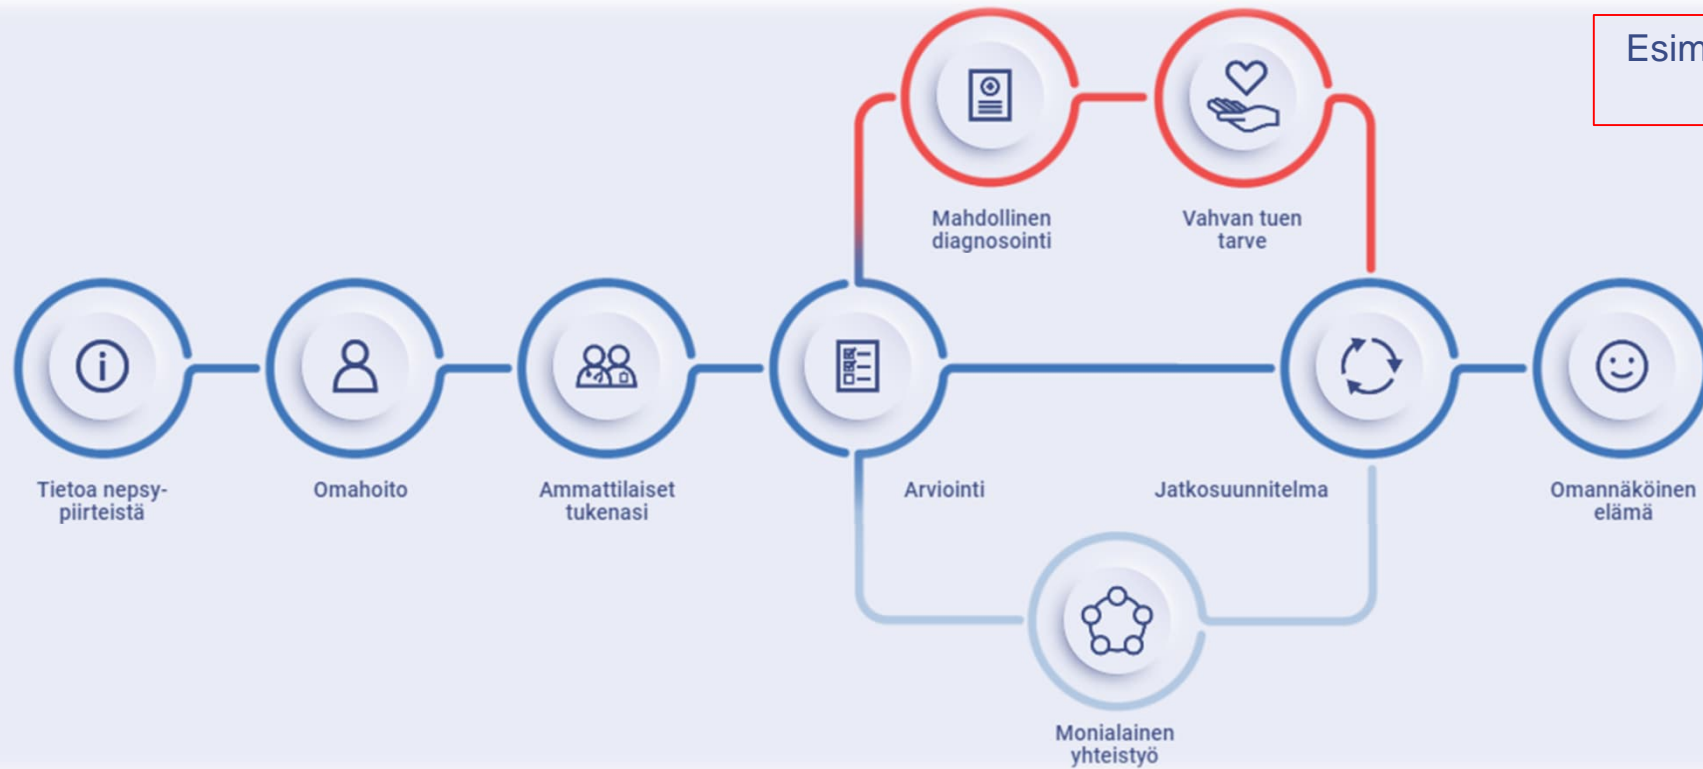 Esim
Mahdollinen
diagnosointi
Vahvan tuen
tarve
Tietoa nepsy-
piirteistä
Omahoito
Ammattilaiset
tukenasi
Arviointi
Jatkosuunnitelma
Omannäköinen
elämä
Monialainen
yhteistyö